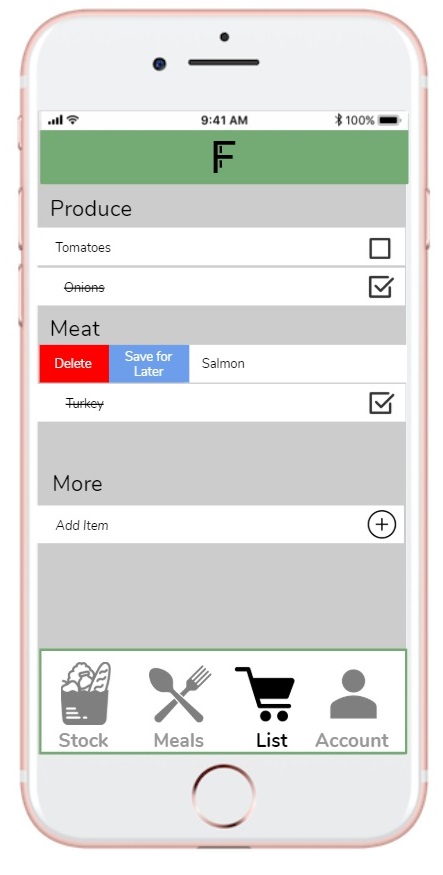 9:41 AM 100%
F
Produce
Tomatoes
Onions
Meat
Delete Save for Later Salmon
Turkey
More
Add Item
Stock Meals List Account